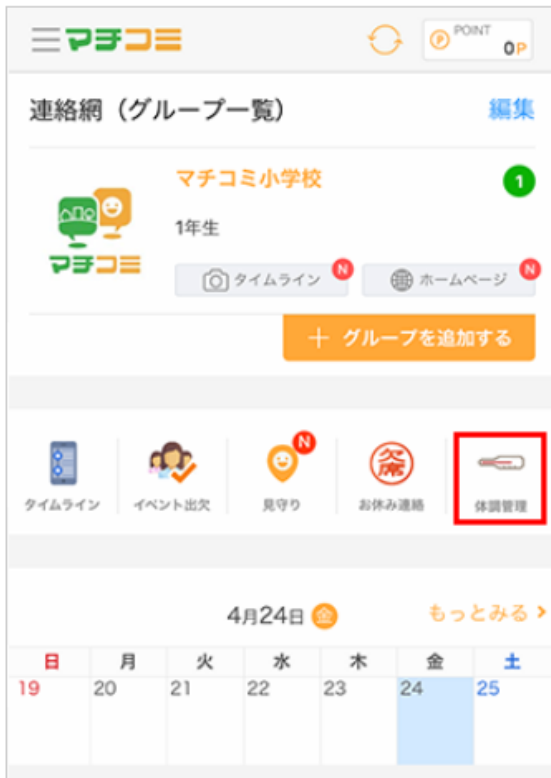 マチコミ
POINT
0P
連絡網（グループ一覧）
編集
マチコミ小学校
1
1年生
マチコミ
タイムライン
N
ホームページ
N
＋ グループを追加する
N
欠席
タイムライン
イベント出欠
見守り
お休み連絡
体調管理
4月24日 金
もっとみる
日 月 火 水 木 金 土
19 20 21 22 23 24 25